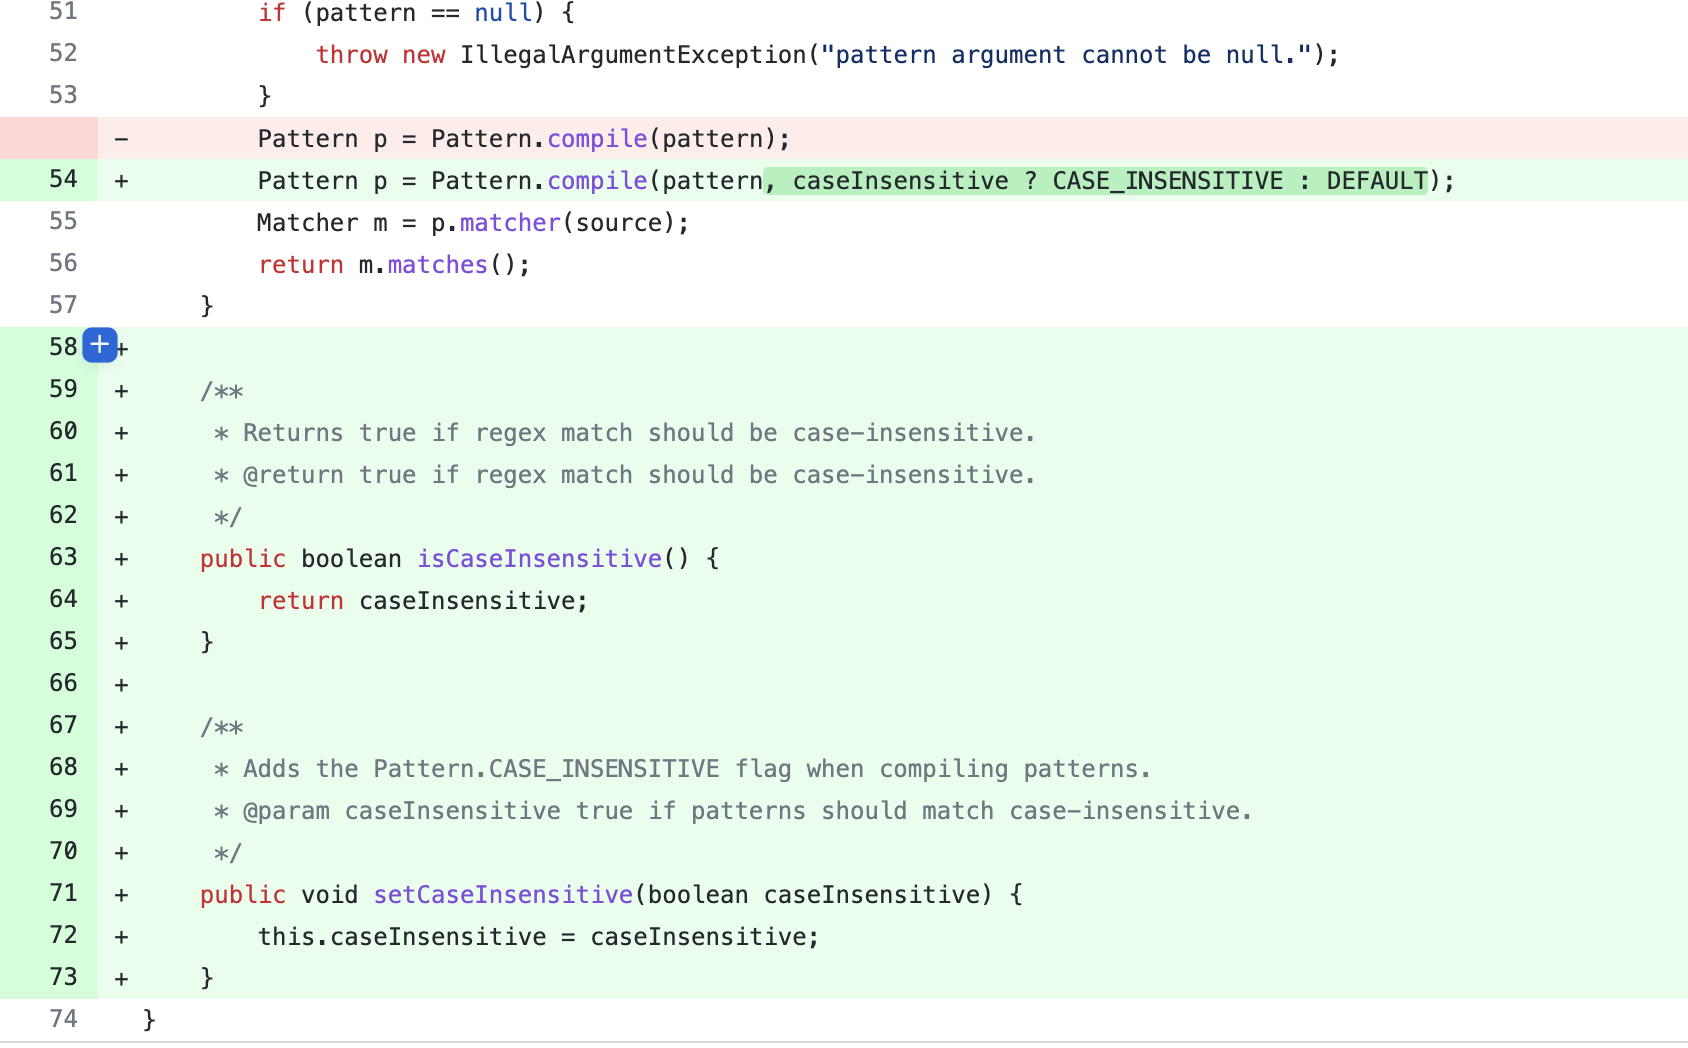 51 if (pattern == null) {
52 throw new IllegalArgumentException("pattern argument cannot be null.");
53 }
- Pattern p = Pattern.compile(pattern);
54 + Pattern p = Pattern.compile(pattern, caseInsensitive ? CASE_INSENSITIVE : DEFAULT);
55 Matcher m = p.matcher(source);
56 return m.matches();
57 }
58 + +
59 + /**
60 + * Returns true if regex match should be case-insensitive.
61 + * @return true if regex match should be case-insensitive.
62 + */
63 + public boolean isCaseInsensitive() {
64 + return caseInsensitive;
65 + }
66 +
67 + /**
68 + * Adds the Pattern.CASE_INSENSITIVE flag when compiling patterns.
69 + * @param caseInsensitive true if patterns should match case-insensitive.
70 + */
71 + public void setCaseInsensitive(boolean caseInsensitive) {
72 + this.caseInsensitive = caseInsensitive;
73 + }
74 }